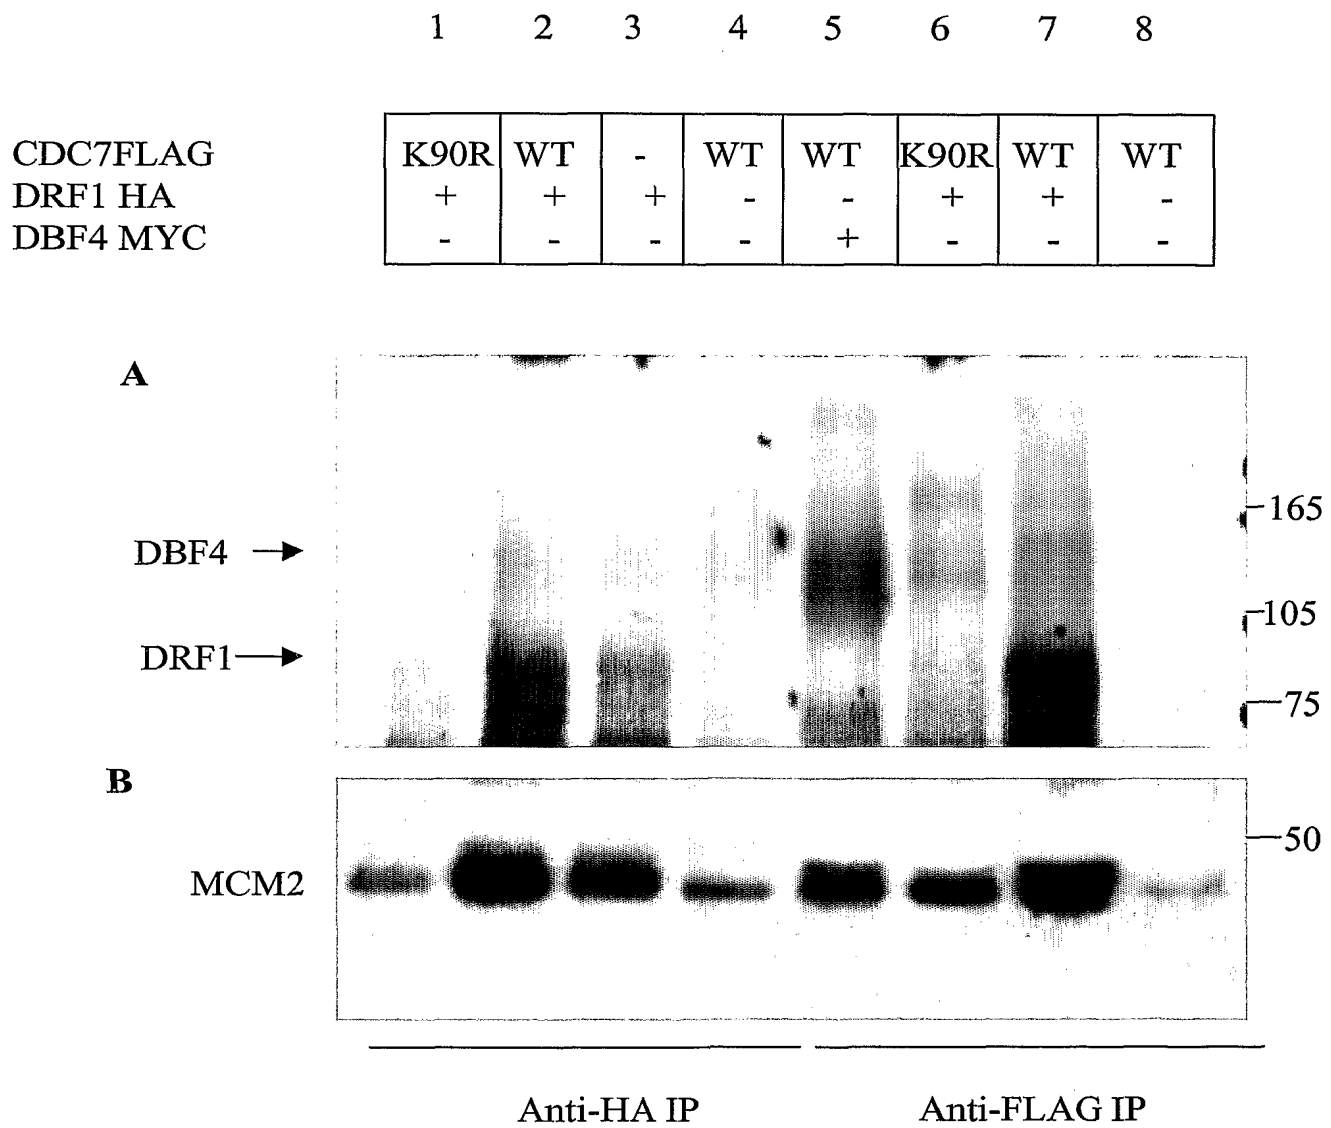 1 2 3 4 5 6 7 8
CDC7FLAG K90R WT - WT WT K90R WT WT
DRF1 HA + + + - - + + -
DBF4 MYC - - - - + - - -
A
165
DBF4
105
DRF1
75
B
50
MCM2
Anti-HA IP Anti-FLAG IP